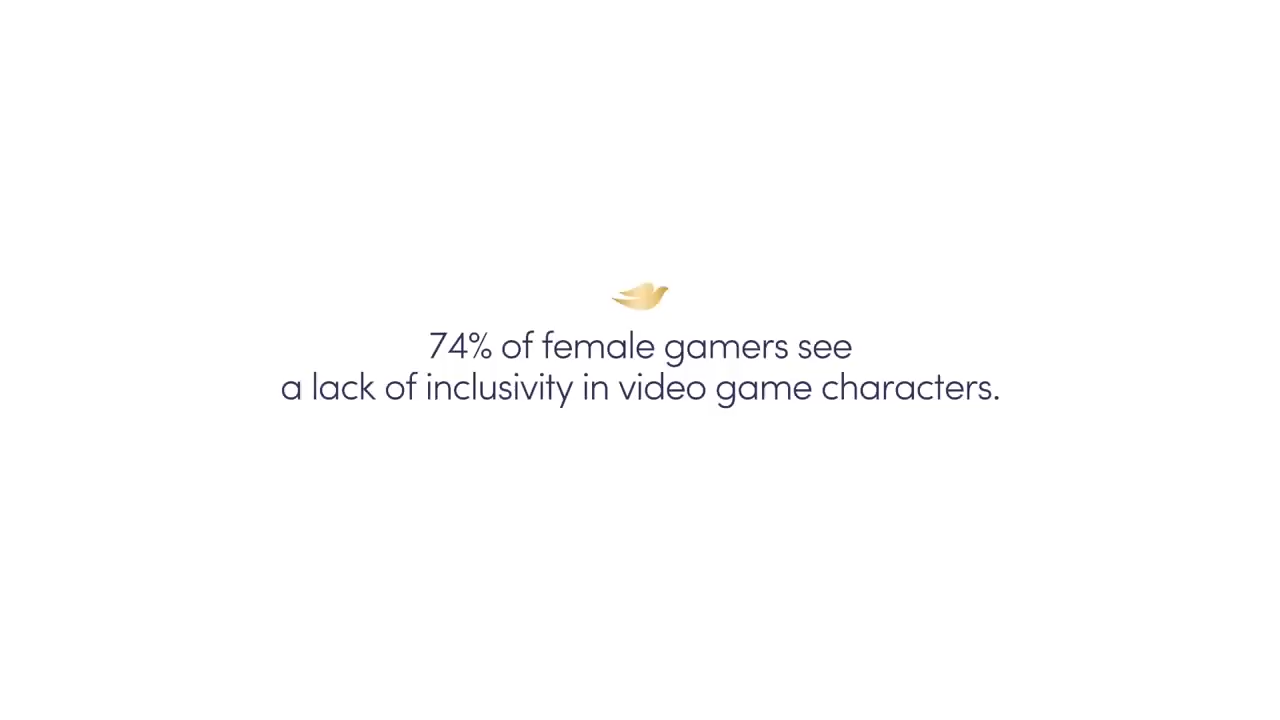 74% of female gamers see
a lack of inclusivity in video game characters.